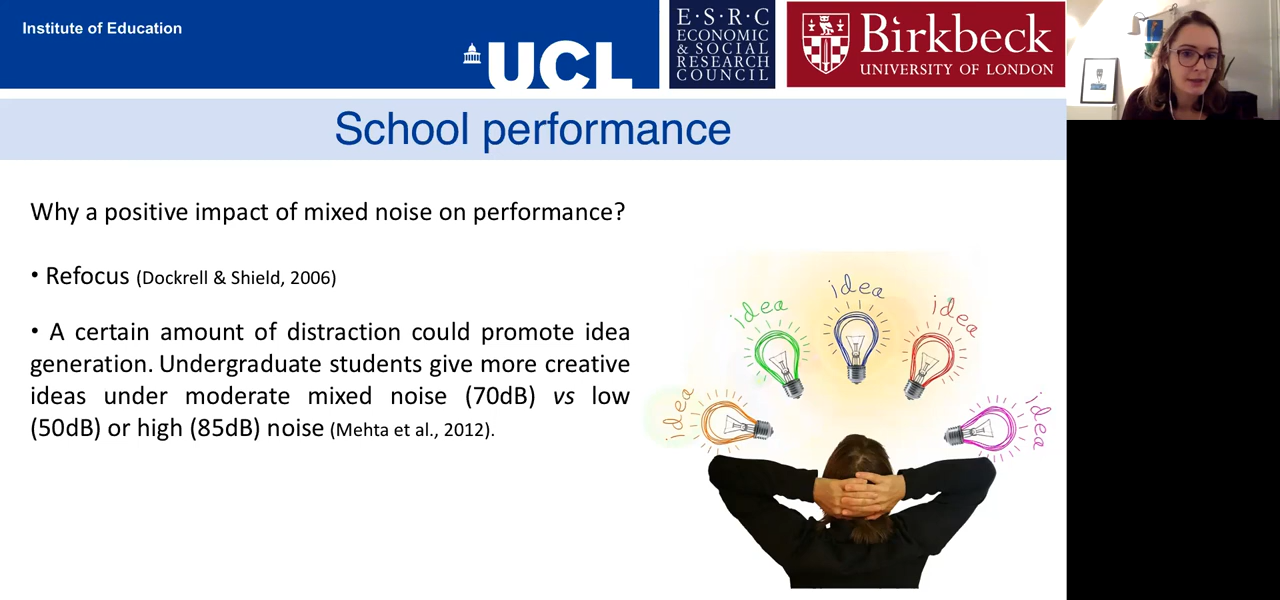 Institute of Education
UCL
E·S·R·C
ECONOMIC
& SOCIAL
RESEARCH
COUNCIL
Birkbeck
UNIVERSITY OF LONDON
School performance
Why a positive impact of mixed noise on performance?
• Refocus (Dockrell & Shield, 2006)
• A certain amount of distraction could promote idea
generation. Undergraduate students give more creative
ideas under moderate mixed noise (70dB) vs low
(50dB) or high (85dB) noise (Mehta et al., 2012).
idea
idea
idea
idea
idea